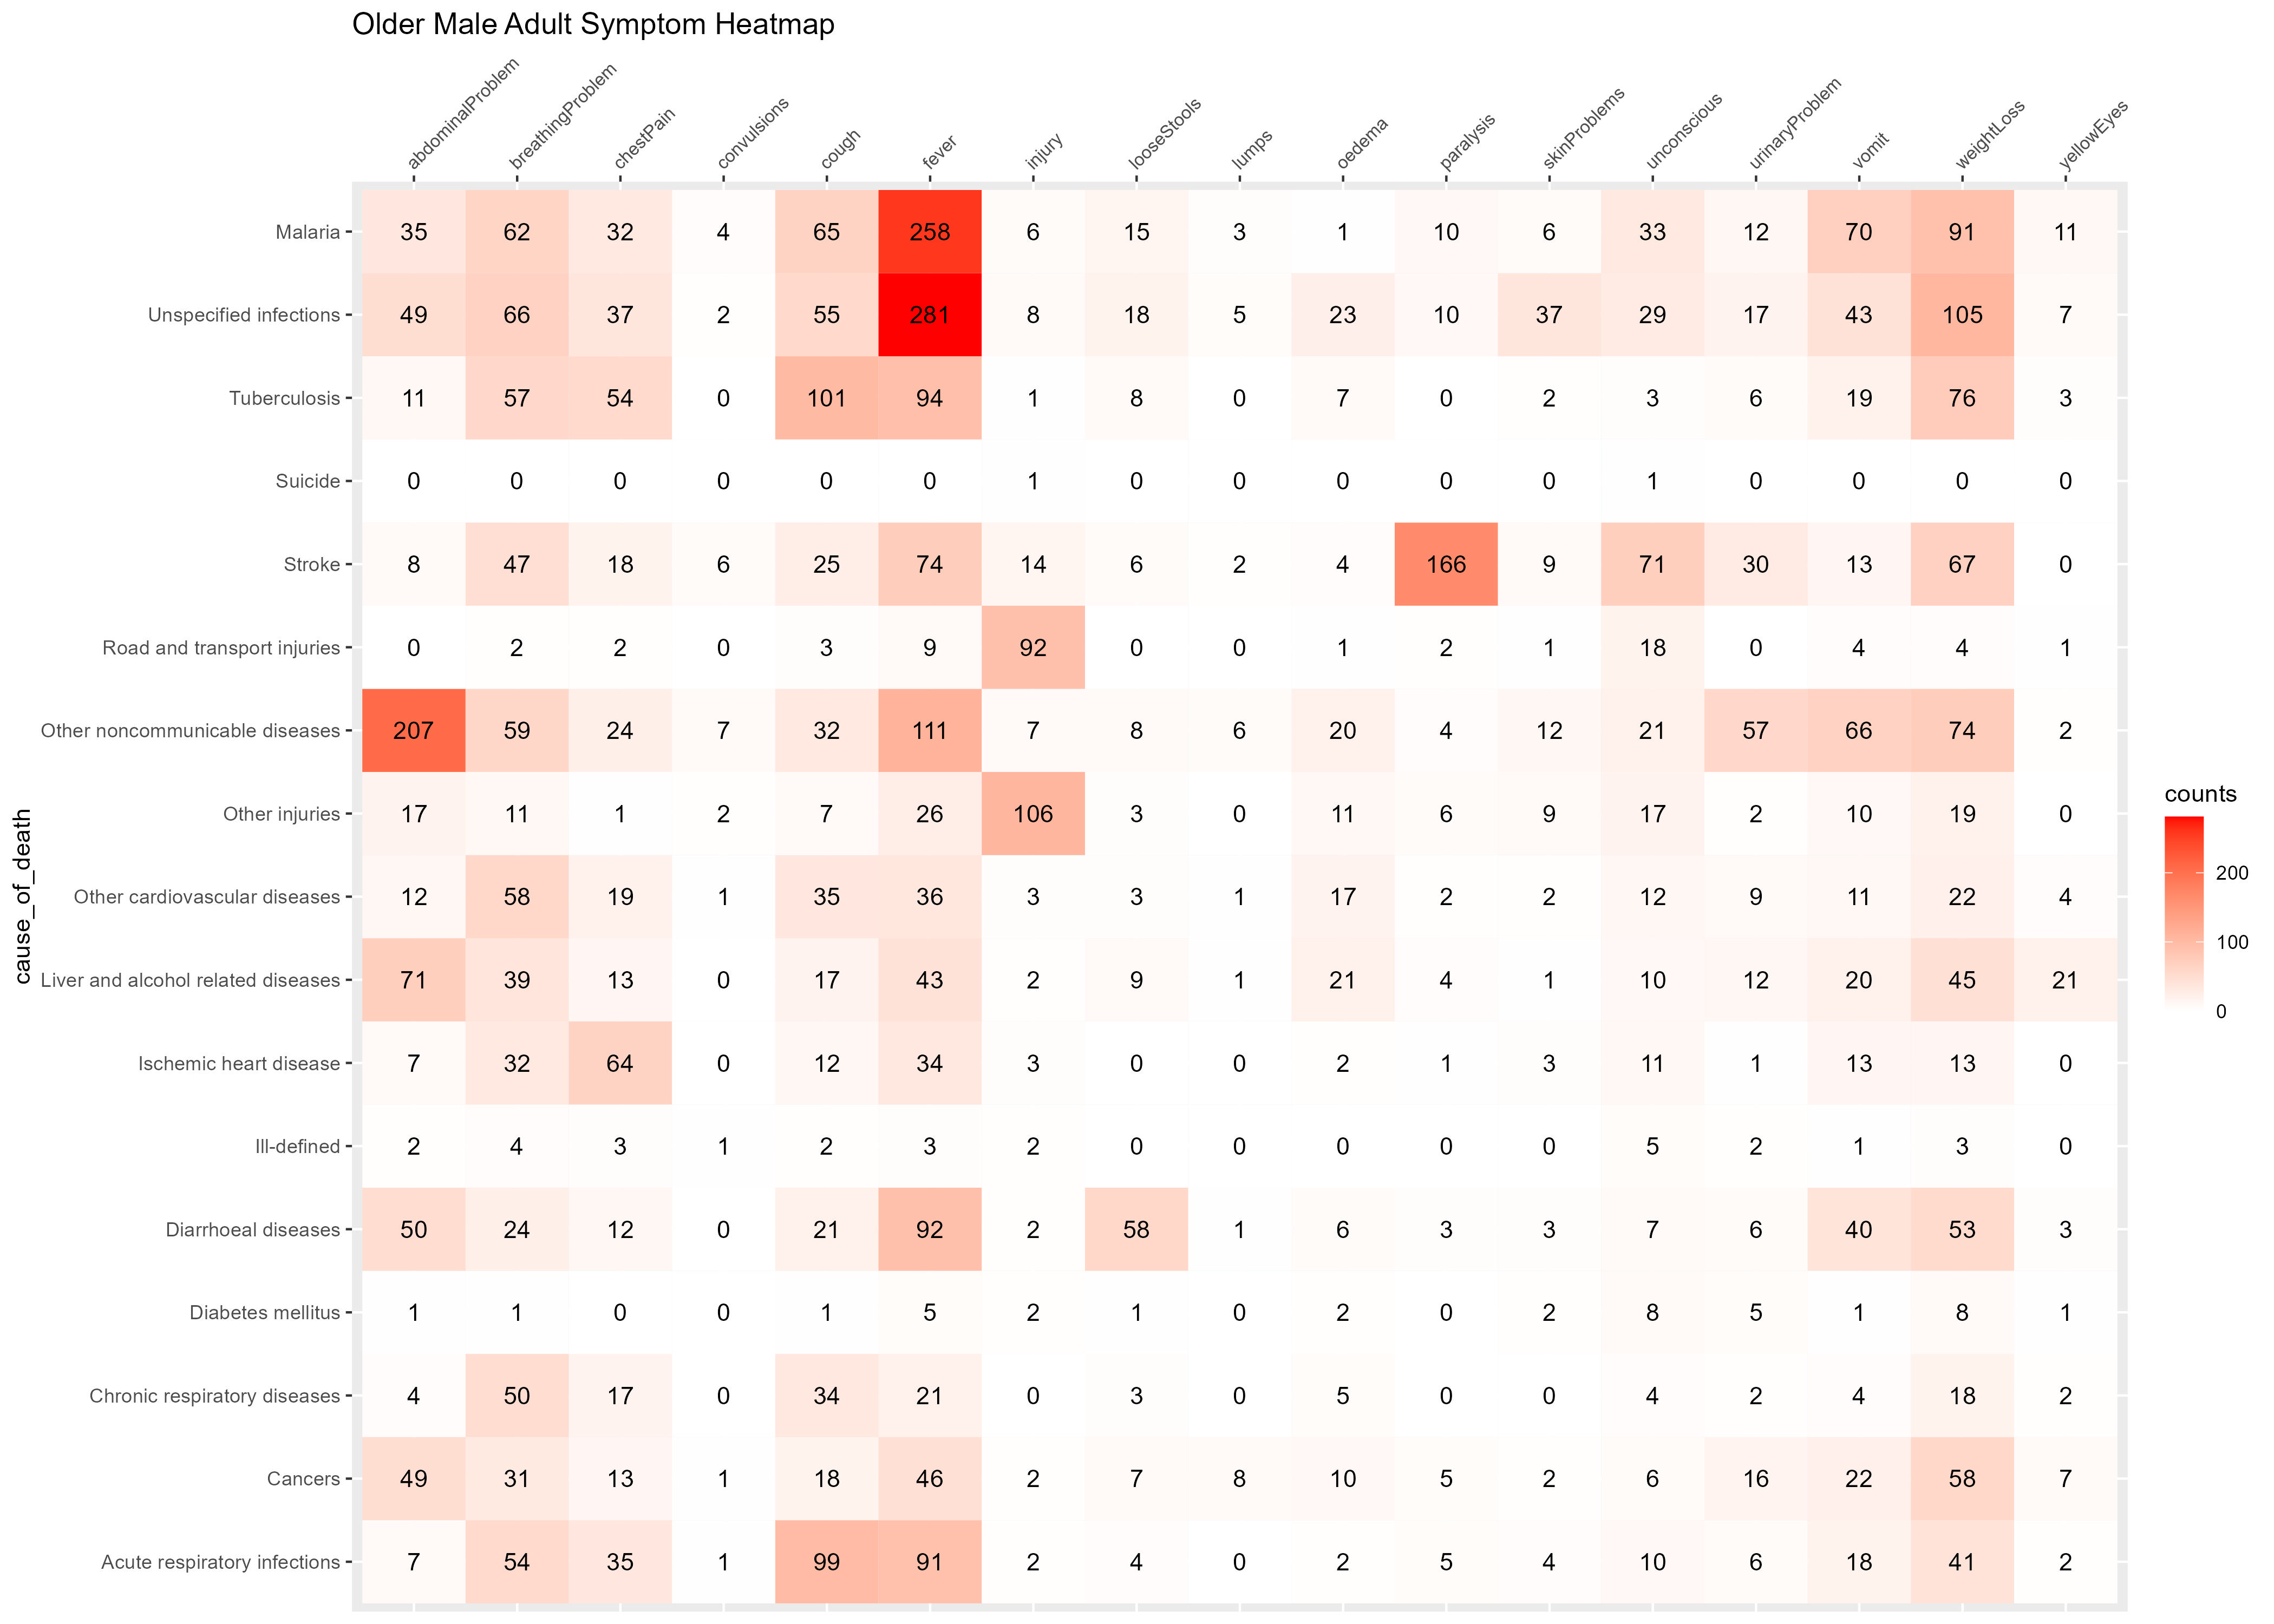 Older Male Adult Symptom Heatmap
abdominalProblem breathingProblem chestPain convulsions cough fever injury looseStools lumps oedema paralysis skinProblems unconscious urinaryProblem vomit weightLoss yellowEyes
Malaria 35 62 32 4 65 258 6 15 3 1 10 6 33 12 70 91 11
Unspecified infections 49 66 37 2 55 281 8 18 5 23 10 37 29 17 43 105 7
Tuberculosis 11 57 54 0 101 94 1 8 0 7 0 2 3 6 19 76 3
Suicide 0 0 0 0 0 0 1 0 0 0 0 0 1 0 0 0 0
Stroke 8 47 18 6 25 74 14 6 2 4 166 9 71 30 13 67 0
Road and transport injuries 0 2 2 0 3 9 92 0 0 1 2 1 18 0 4 4 1
Other noncommunicable diseases 207 59 24 7 32 111 7 8 6 20 4 12 21 57 66 74 2
Other injuries 17 11 1 2 7 26 106 3 0 11 6 9 17 2 10 19 0
Other cardiovascular diseases 12 58 19 1 35 36 3 3 1 17 2 2 12 9 11 22 4
Liver and alcohol related diseases 71 39 13 0 17 43 2 9 1 21 4 1 10 12 20 45 21
Ischemic heart disease 7 32 64 0 12 34 3 0 0 2 1 3 11 1 13 13 0
Ill-defined 2 4 3 1 2 3 2 0 0 0 0 0 5 2 1 3 0
Diarrhoeal diseases 50 24 12 0 21 92 2 58 1 6 3 3 7 6 40 53 3
Diabetes mellitus 1 1 0 0 1 5 2 1 0 2 0 2 8 5 1 8 1
Chronic respiratory diseases 4 50 17 0 34 21 0 3 0 5 0 0 4 2 4 18 2
Cancers 49 31 13 1 18 46 2 7 8 10 5 2 6 16 22 58 7
Acute respiratory infections 7 54 35 1 99 91 2 4 0 2 5 4 10 6 18 41 2
cause_of_death
counts
200
100
0